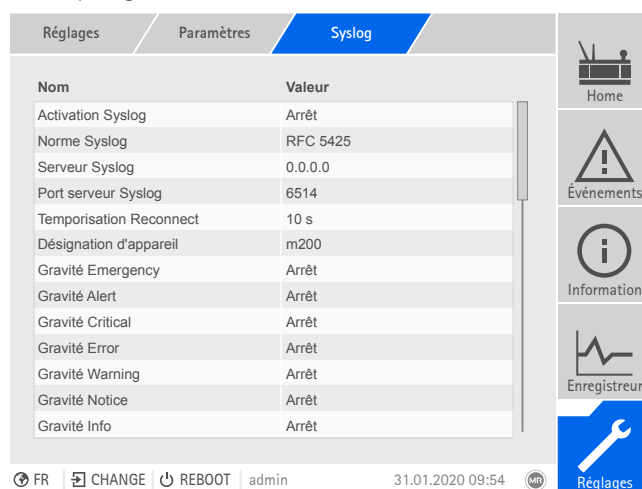 Réglages Paramètres Syslog
Nom Valeur
Activation Syslog Arrêt
Norme Syslog RFC 5425
Serveur Syslog 0.0.0.0
Port serveur Syslog 6514
Temporisation Reconnect 10 s
Désignation d'appareil m200
Gravité Emergency Arrêt
Gravité Alert Arrêt
Gravité Critical Arrêt
Gravité Error Arrêt
Gravité Warning Arrêt
Gravité Notice Arrêt
Gravité Info Arrêt
Home
Événements
Information
Enregistreur
Réglages
FR CHANGE REBOOT admin 31.01.2020 09:54 MR